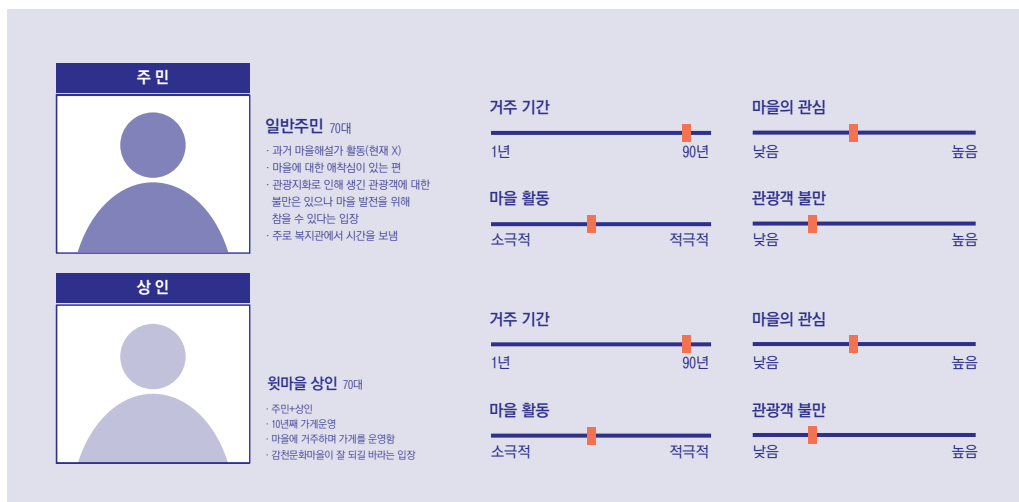 주민
일반주민 70대
· 과거 마을해설가 활동(현재 X)
· 마을에 대한 애착심이 있는 편
· 관광지화로 인해 생긴 관광객에 대한
불만은 있으나 마을 발전을 위해
참을 수 있다는 입장
· 주로 복지관에서 시간을 보냄
거주 기간
1년 90년
마을의 관심
낮음 높음
마을 활동
소극적 적극적
관광객 불만
낮음 높음
상인
윗마을 상인 70대
· 주민+상인
· 10년째 가게운영
· 마을에 거주하며 가게를 운영함
· 감천문화마을이 잘 되길 바라는 입장
거주 기간
1년 90년
마을의 관심
낮음 높음
마을 활동
소극적 적극적
관광객 불만
낮음 높음